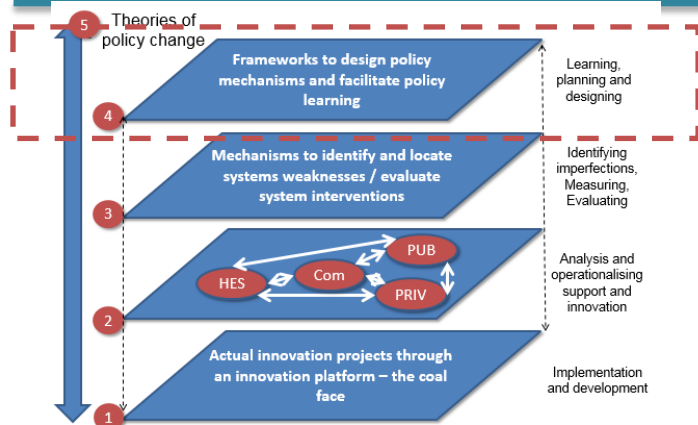 5
Theories of
policy change
Frameworks to design policy
mechanisms and facilitate policy
learning
Learning,
planning and
designing
4
Mechanisms to identify and locate
systems weaknesses / evaluate
system interventions
Identifying
imperfections,
Measuring,
Evaluating
3
PUB
HES
Com
PRIV
Analysis and
operationalising
support and
innovation
2
Actual innovation projects through
an innovation platform – the coal
face
Implementation
and development
1